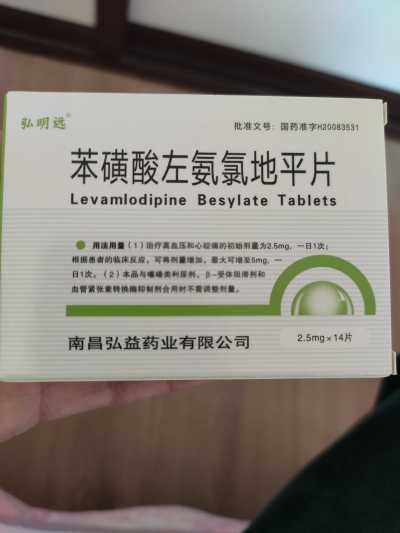 弘明远®
批准文号：国药准字H20083531
苯磺酸左氨氯地平片
Levamlodipine Besylate Tablets
● 用法用量（1）治疗高血压和心绞痛的初始剂量为2.5mg，一日1次；
根据患者的临床反应，可将剂量增加，最大可增至5mg，一
日1次。（2）本品与噻嗪类利尿剂、β-受体阻滞剂和
血管紧张素转换酶抑制剂合用时不需调整剂量。
南昌弘益药业有限公司
2.5mg×14片